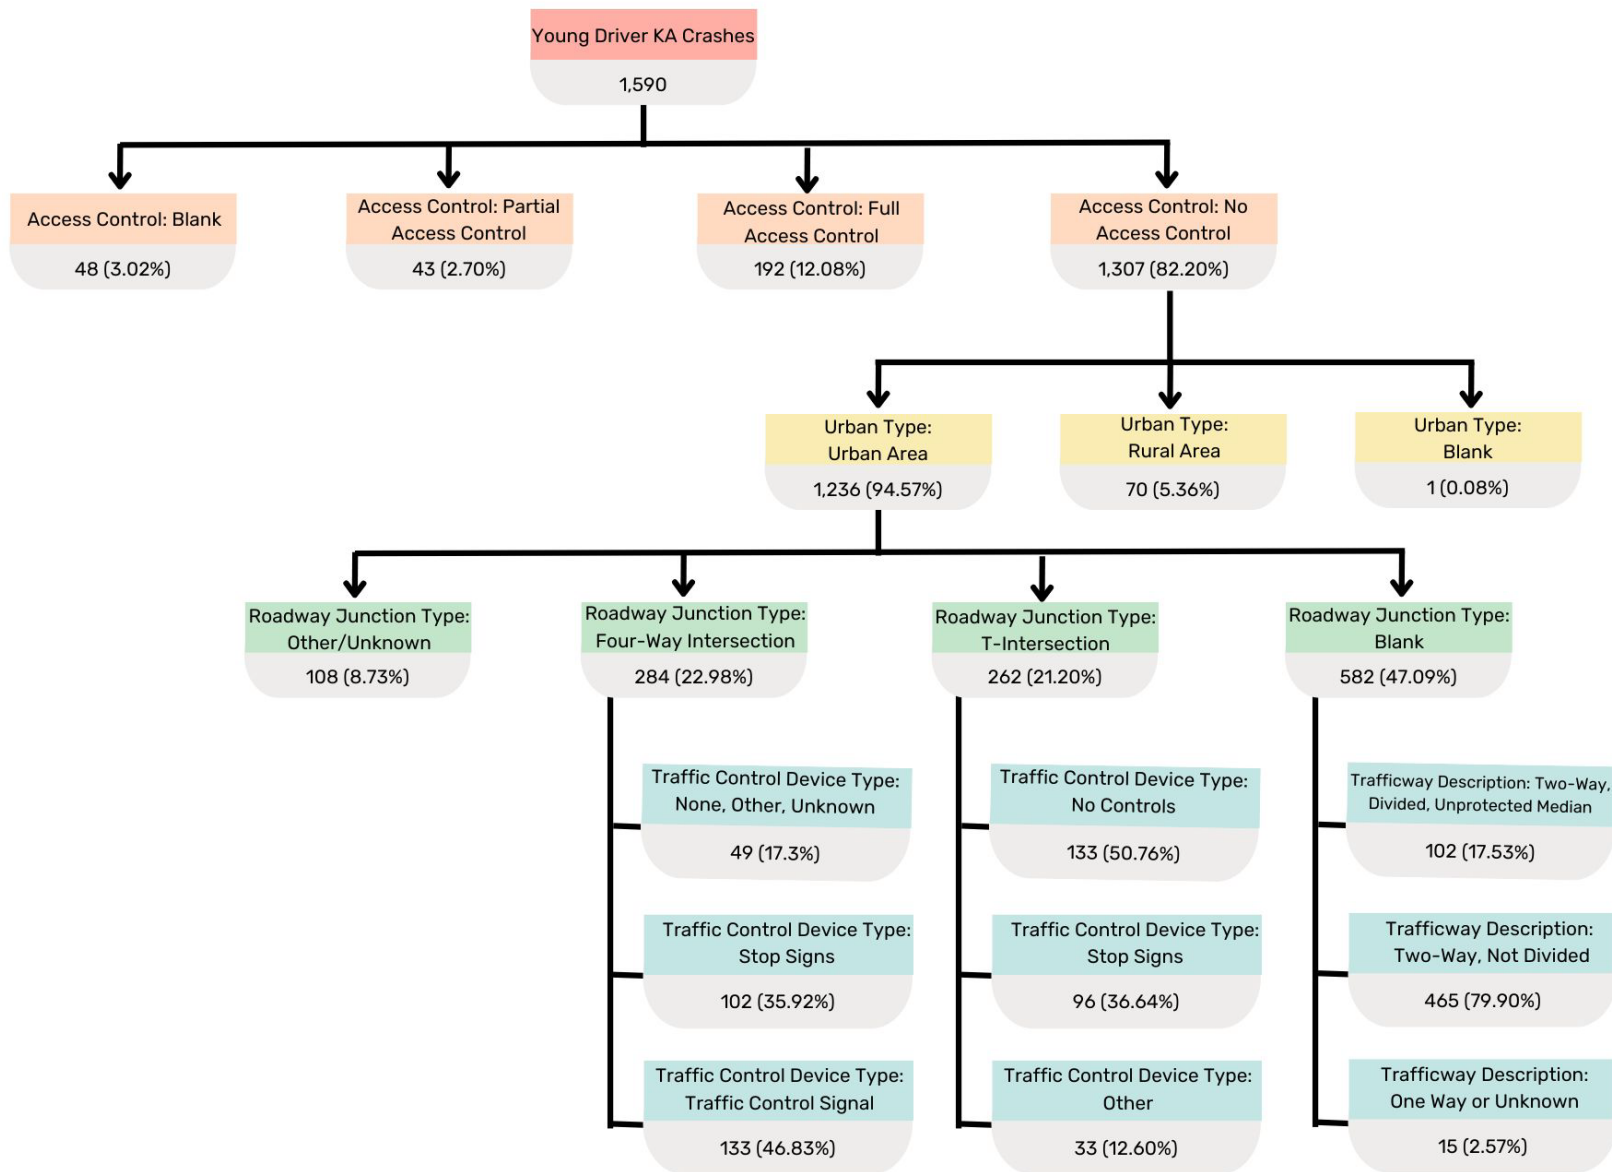 Young Driver KA Crashes
1,590
Access Control: Blank
48 (3.02%)
Access Control: Partial
Access Control
43 (2.70%)
Access Control: Full
Access Control
192 (12.08%)
Access Control: No
Access Control
1,307 (82.20%)
Urban Type:
Urban Area
1,236 (94.57%)
Urban Type:
Rural Area
70 (5.36%)
Urban Type:
Blank
1 (0.08%)
Roadway Junction Type:
Other/Unknown
108 (8.73%)
Roadway Junction Type:
Four-Way Intersection
284 (22.98%)
Roadway Junction Type:
T-Intersection
262 (21.20%)
Roadway Junction Type:
Blank
582 (47.09%)
Traffic Control Device Type:
None, Other, Unknown
49 (17.3%)
Traffic Control Device Type:
Stop Signs
102 (35.92%)
Traffic Control Device Type:
Traffic Control Signal
133 (46.83%)
Traffic Control Device Type:
No Controls
133 (50.76%)
Traffic Control Device Type:
Stop Signs
96 (36.64%)
Traffic Control Device Type:
Other
33 (12.60%)
Trafficway Description: Two-Way,
Divided, Unprotected Median
102 (17.53%)
Trafficway Description:
Two-Way, Not Divided
465 (79.90%)
Trafficway Description:
One Way or Unknown
15 (2.57%)